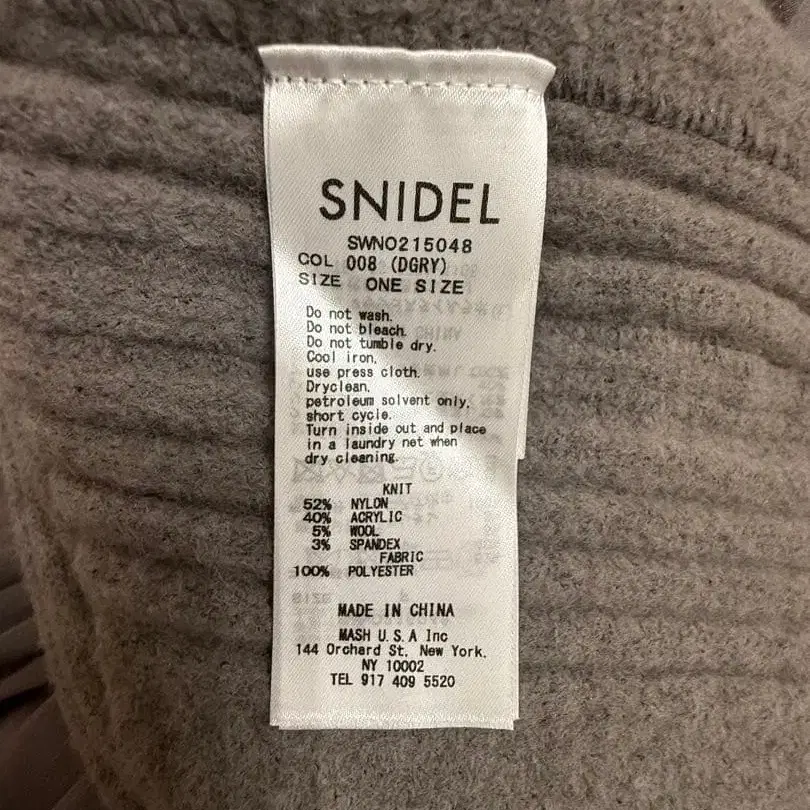 SNIDEL
SWNO215048
COL 008 (DGRY)
SIZE ONE SIZE
Do not wash.
Do not bleach.
Do not tumble dry.
Cool iron.
use press cloth.
Dryclean.
petroleum solvent only.
short cycle.
Turn inside out and place
in a laundry net when
dry cleaning.
KNIT
52% NYLON
40% ACRYLIC
5% WOOL
3% SPANDEX
FABRIC
100% POLYESTER
MADE IN CHINA
MASH U.S.A Inc
144 Orchard St. New York.
NY 10002
TEL 917 409 5520